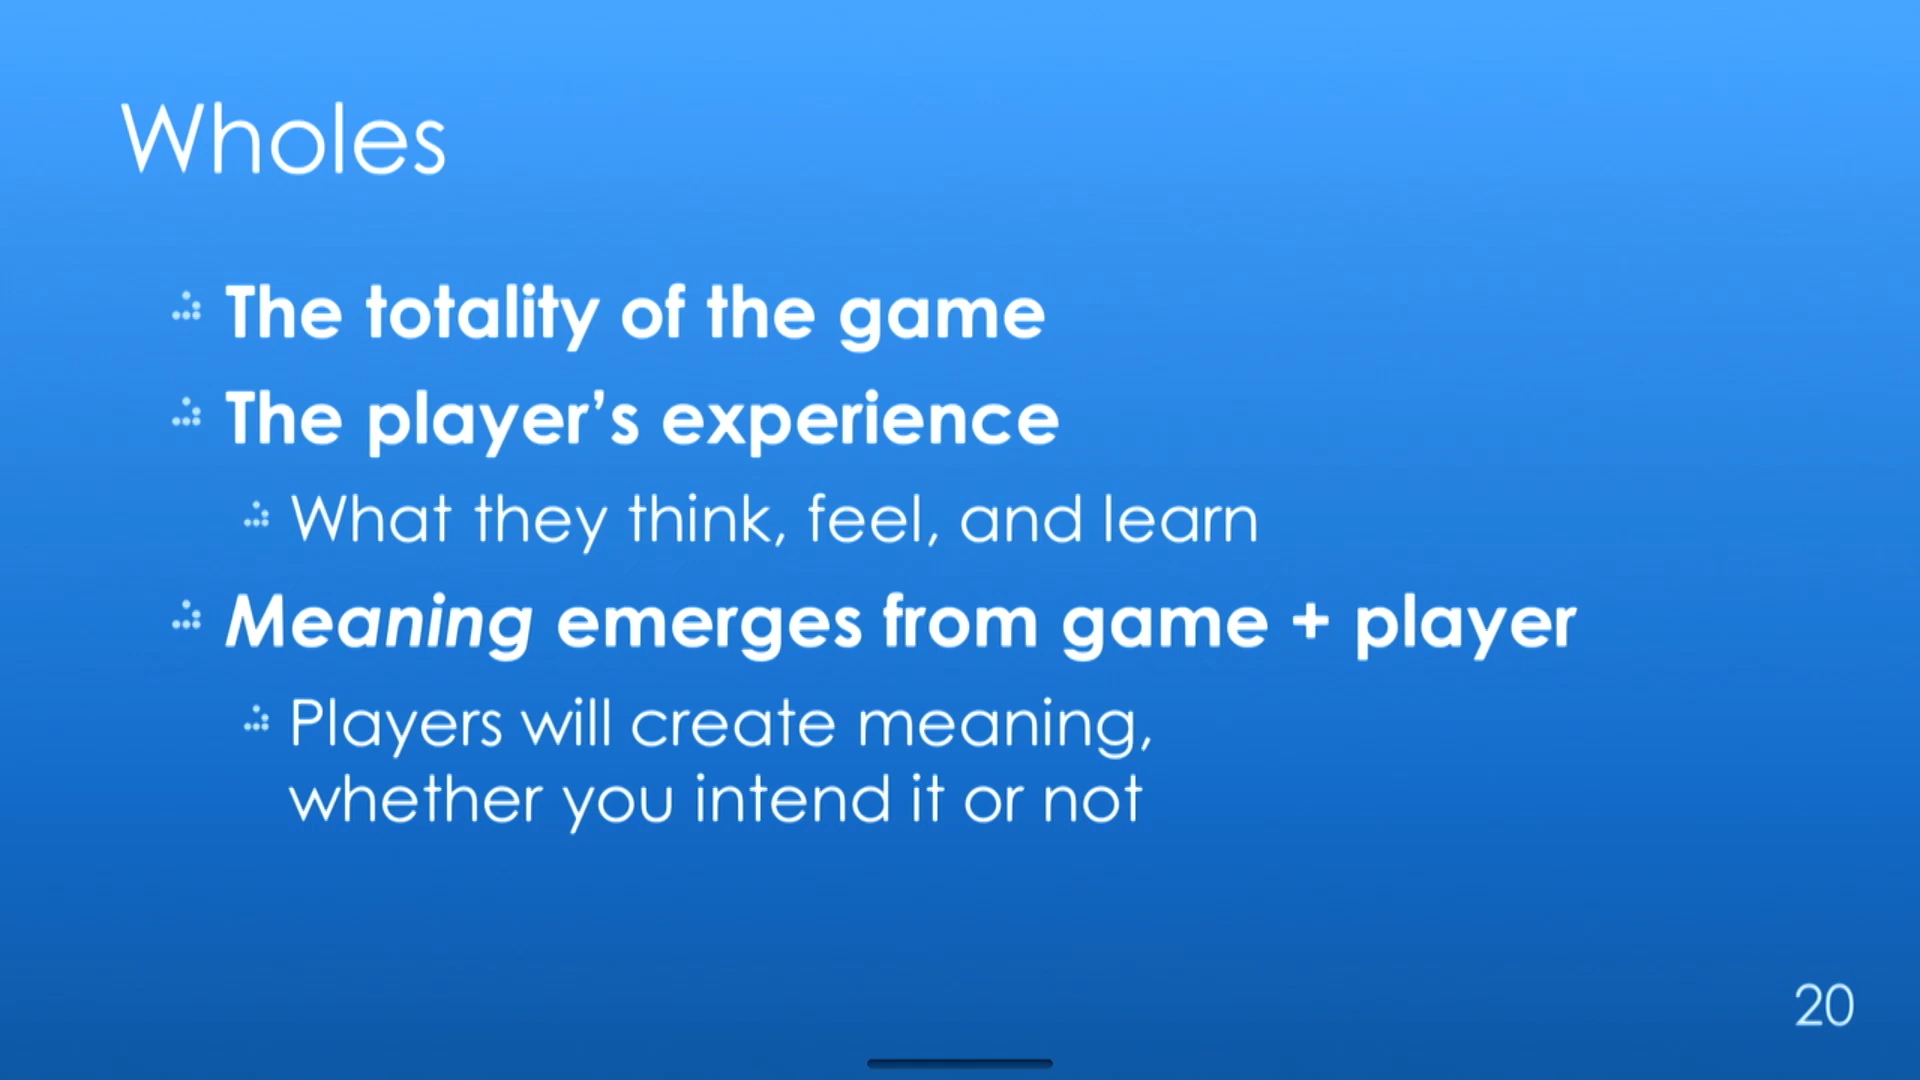 Wholes
The totality of the game
The player’s experience
What they think, feel, and learn
Meaning emerges from game + player
Players will create meaning,
whether you intend it or not
20